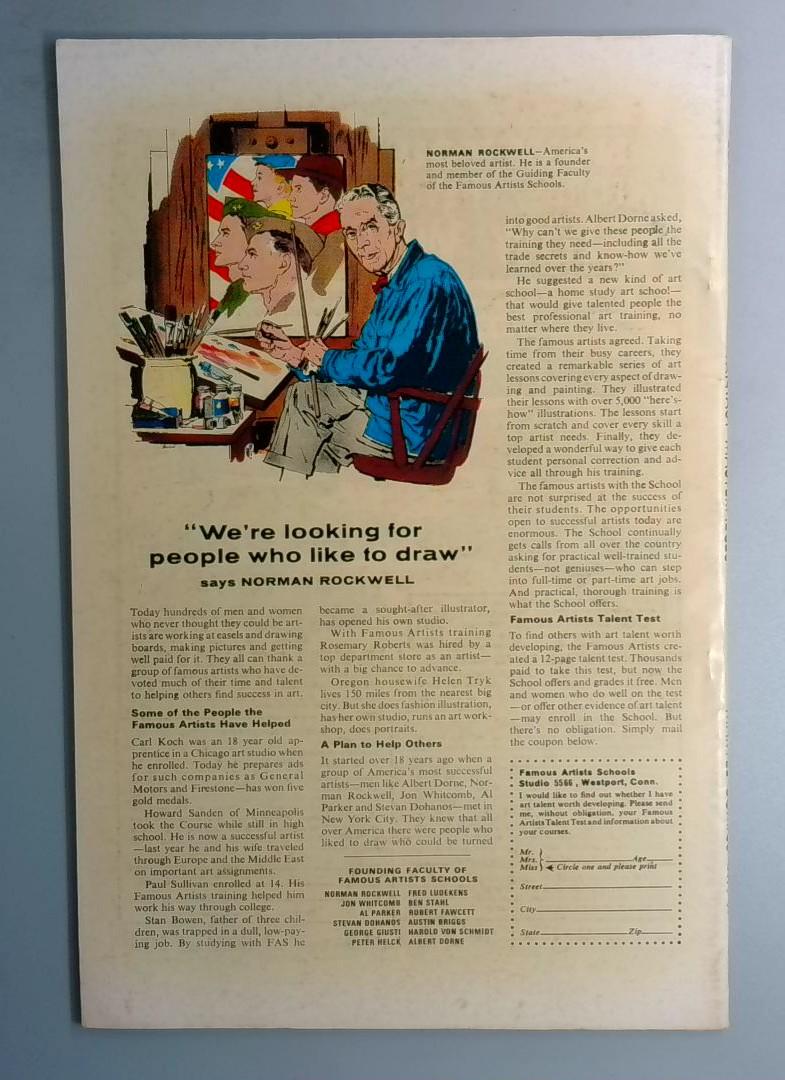 NORMAN ROCKWELL—America's
most beloved artist. He is a founder
and member of the Guiding Faculty
of the Famous Artists Schools.
"We're looking for
people who like to draw"
says NORMAN ROCKWELL
Today hundreds of men and women
who never thought they could be art-
ists are working at easels and drawing
boards, making pictures and getting
well paid for it. They all can thank a
group of famous artists who have de-
voted much of their time and talent
to helping others find success in art.
Some of the People the
Famous Artists Have Helped
Carl Koch was an 18 year old ap-
prentice in a Chicago art studio when
he enrolled. Today he prepares ads
for such companies as General
Motors and Firestone—has won five
gold medals.
Howard Sanden of Minneapolis
took the Course while still in high
school. He is now a successful artist
—last year he and his wife traveled
through Europe and the Middle East
on important art assignments.
Paul Sullivan enrolled at 14. His
Famous Artists training helped him
work his way through college.
Stan Bowen, father of three chil-
dren, was trapped in a dull, low-pay-
ing job. By studying with FAS he
became a sought-after illustrator,
has opened his own studio.
With Famous Artists training
Rosemary Roberts was hired by a
top department store as an artist—
with a big chance to advance.
Oregon housewife Helen Tryk
lives 150 miles from the nearest big
city. But she does fashion illustration,
has her own studio, runs an art work-
shop, does portraits.
A Plan to Help Others
It started over 18 years ago when a
group of America's most successful
artists—men like Albert Dorne, Nor-
man Rockwell, Jon Whitcomb, Al
Parker and Stevan Dohanos—met in
New York City. They knew that all
over America there were people who
liked to draw who could be turned
FOUNDING FACULTY OF
FAMOUS ARTISTS SCHOOLS
NORMAN ROCKWELL FRED LUDEKENS
JON WHITCOMB BEN STAHL
AL PARKER ROBERT FAWCETT
STEVAN DOHANOS AUSTIN BRIGGS
GEORGE GIUSTI HAROLD VON SCHMIDT
PETER HELCK ALBERT DORNE
into good artists. Albert Dorne asked,
"Why can't we give these people the
training they need—including all the
trade secrets and know-how we've
learned over the years?"
He suggested a new kind of art
school—a home study art school—
that would give talented people the
best professional art training, no
matter where they live.
The famous artists agreed. Taking
time from their busy careers, they
created a remarkable series of art
lessons covering every aspect of draw-
ing and painting. They illustrated
their lessons with over 5,000 "here's-
how" illustrations. The lessons start
from scratch and cover every skill a
top artist needs. Finally, they de-
veloped a wonderful way to give each
student personal correction and ad-
vice all through his training.
The famous artists with the School
are not surprised at the success of
their students. The opportunities
open to successful artists today are
enormous. The School continually
gets calls from all over the country
asking for practical well-trained stu-
dents—not geniuses—who can step
into full-time or part-time art jobs.
And practical, thorough training is
what the School offers.
Famous Artists Talent Test
To find others with art talent worth
developing, the Famous Artists cre-
ated a 12-page talent test. Thousands
paid to take this test, but now the
School offers and grades it free. Men
and women who do well on the test
—or offer other evidence of art talent
—may enroll in the School. But
there's no obligation. Simply mail
the coupon below.
Famous Artists Schools
Studio 5566, Westport, Conn.
I would like to find out whether I have
art talent worth developing. Please send
me, without obligation, your Famous
Artists Talent Test and information about
your courses.
Mr.
Mrs. Age
Miss Circle one and please print
Street
City
State Zip